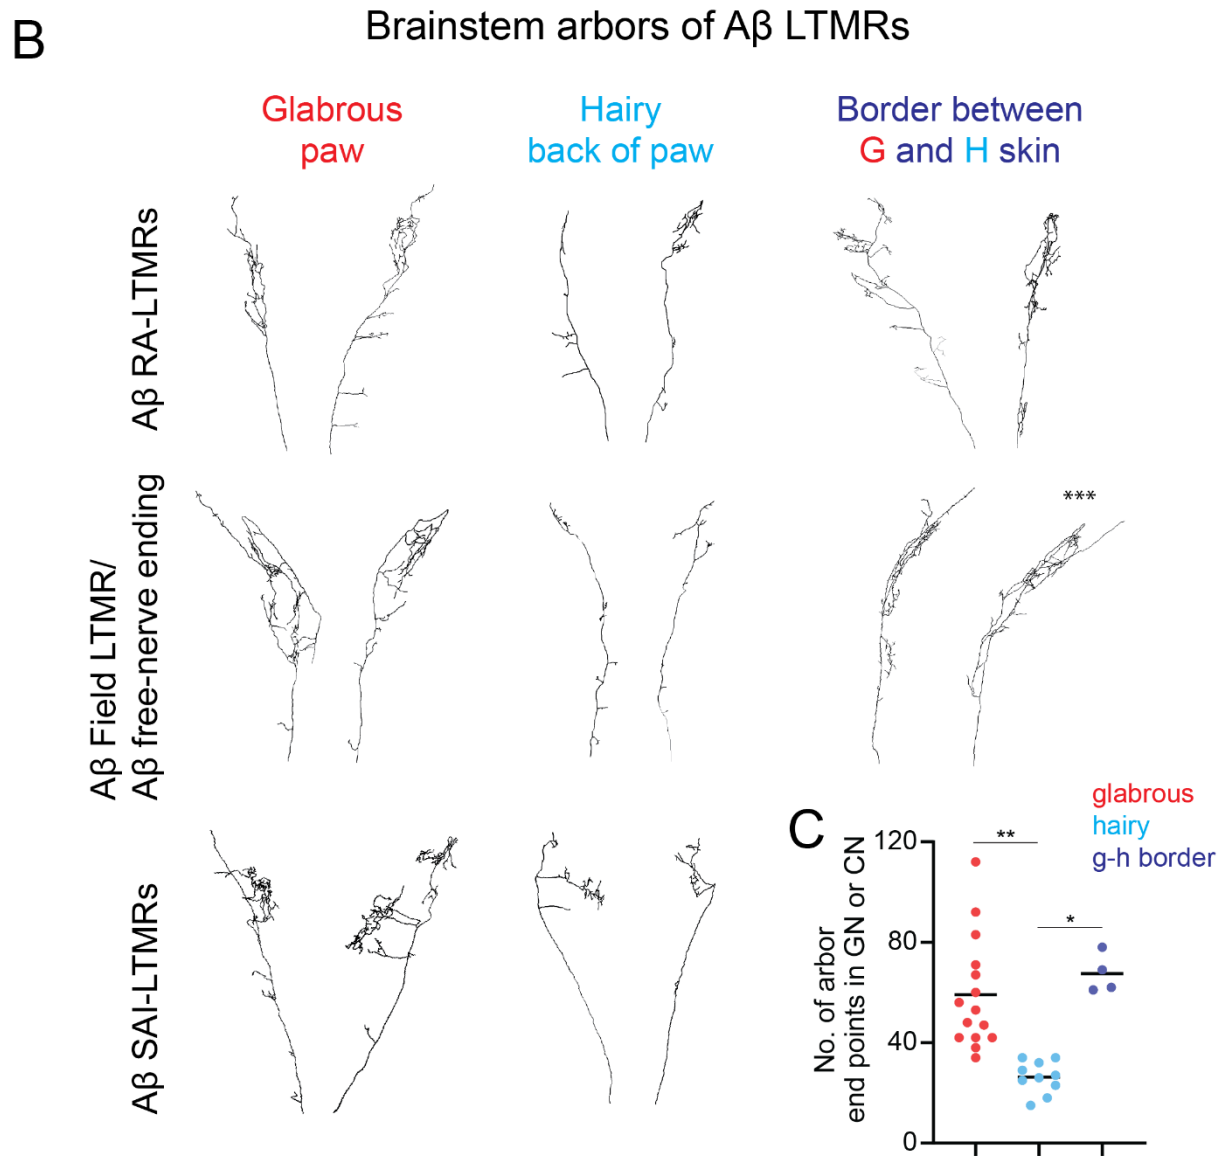 B
Brainstem arbors of Aβ LTMRs
Glabrous
paw
Hairy
back of paw
Border between
G and H skin
Aβ RA-LTMRs
Aβ Field LTMR/
Aβ free-nerve ending
***
Aβ SAI-LTMRs
C
glabrous
hairy
g-h border
No. of arbor
end points in GN or CN
120
80
40
0
**
*